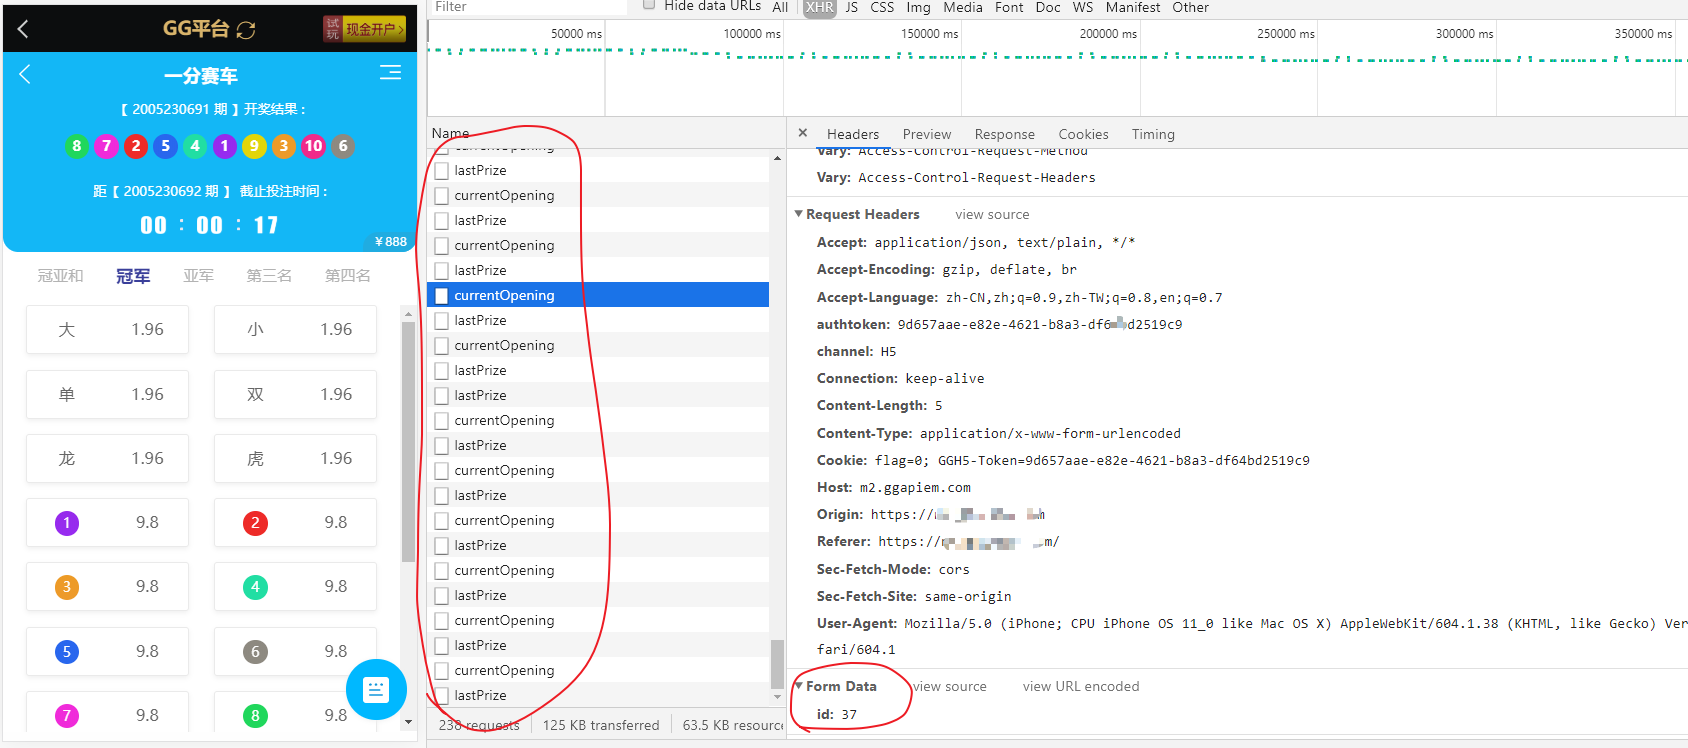 GG平台
试玩 现金开户>
一分赛车
【 2005230691 期 】开奖结果：
8 7 2 5 4 1 9 3 10 6
距【 2005230692 期 】 截止投注时间：
00 : 00 : 17
￥888
冠亚和 冠军 亚军 第三名 第四名
大 1.96 小 1.96
单 1.96 双 1.96
龙 1.96 虎 1.96
1 9.8 2 9.8
3 9.8 4 9.8
5 9.8 6 9.8
7 9.8 8 9.8
Filter Hide data URLs All XHR JS CSS Img Media Font Doc WS Manifest Other
50000 ms 100000 ms 150000 ms 200000 ms 250000 ms 300000 ms 350000 ms
Name
currentOpening
lastPrize
currentOpening
lastPrize
currentOpening
lastPrize
currentOpening
lastPrize
currentOpening
lastPrize
lastPrize
currentOpening
lastPrize
currentOpening
lastPrize
currentOpening
lastPrize
currentOpening
lastPrize
currentOpening
lastPrize
currentOpening
lastPrize
238 requests 125 KB transferred 63.5 KB resource
× Headers Preview Response Cookies Timing
Vary: Access-Control-Request-Method
Vary: Access-Control-Request-Headers
Request Headers view source
Accept: application/json, text/plain, */*
Accept-Encoding: gzip, deflate, br
Accept-Language: zh-CN,zh;q=0.9,zh-TW;q=0.8,en;q=0.7
authtoken: 9d657aae-e82e-4621-b8a3-df6 d2519c9
channel: H5
Connection: keep-alive
Content-Length: 5
Content-Type: application/x-www-form-urlencoded
Cookie: flag=0; GGH5-Token=9d657aae-e82e-4621-b8a3-df64bd2519c9
Host: m2.ggapiem.com
Origin: https://
Referer: https:// m/
Sec-Fetch-Mode: cors
Sec-Fetch-Site: same-origin
User-Agent: Mozilla/5.0 (iPhone; CPU iPhone OS 11_0 like Mac OS X) AppleWebKit/604.1.38 (KHTML, like Gecko) Ver
fari/604.1
Form Data view source view URL encoded
id: 37